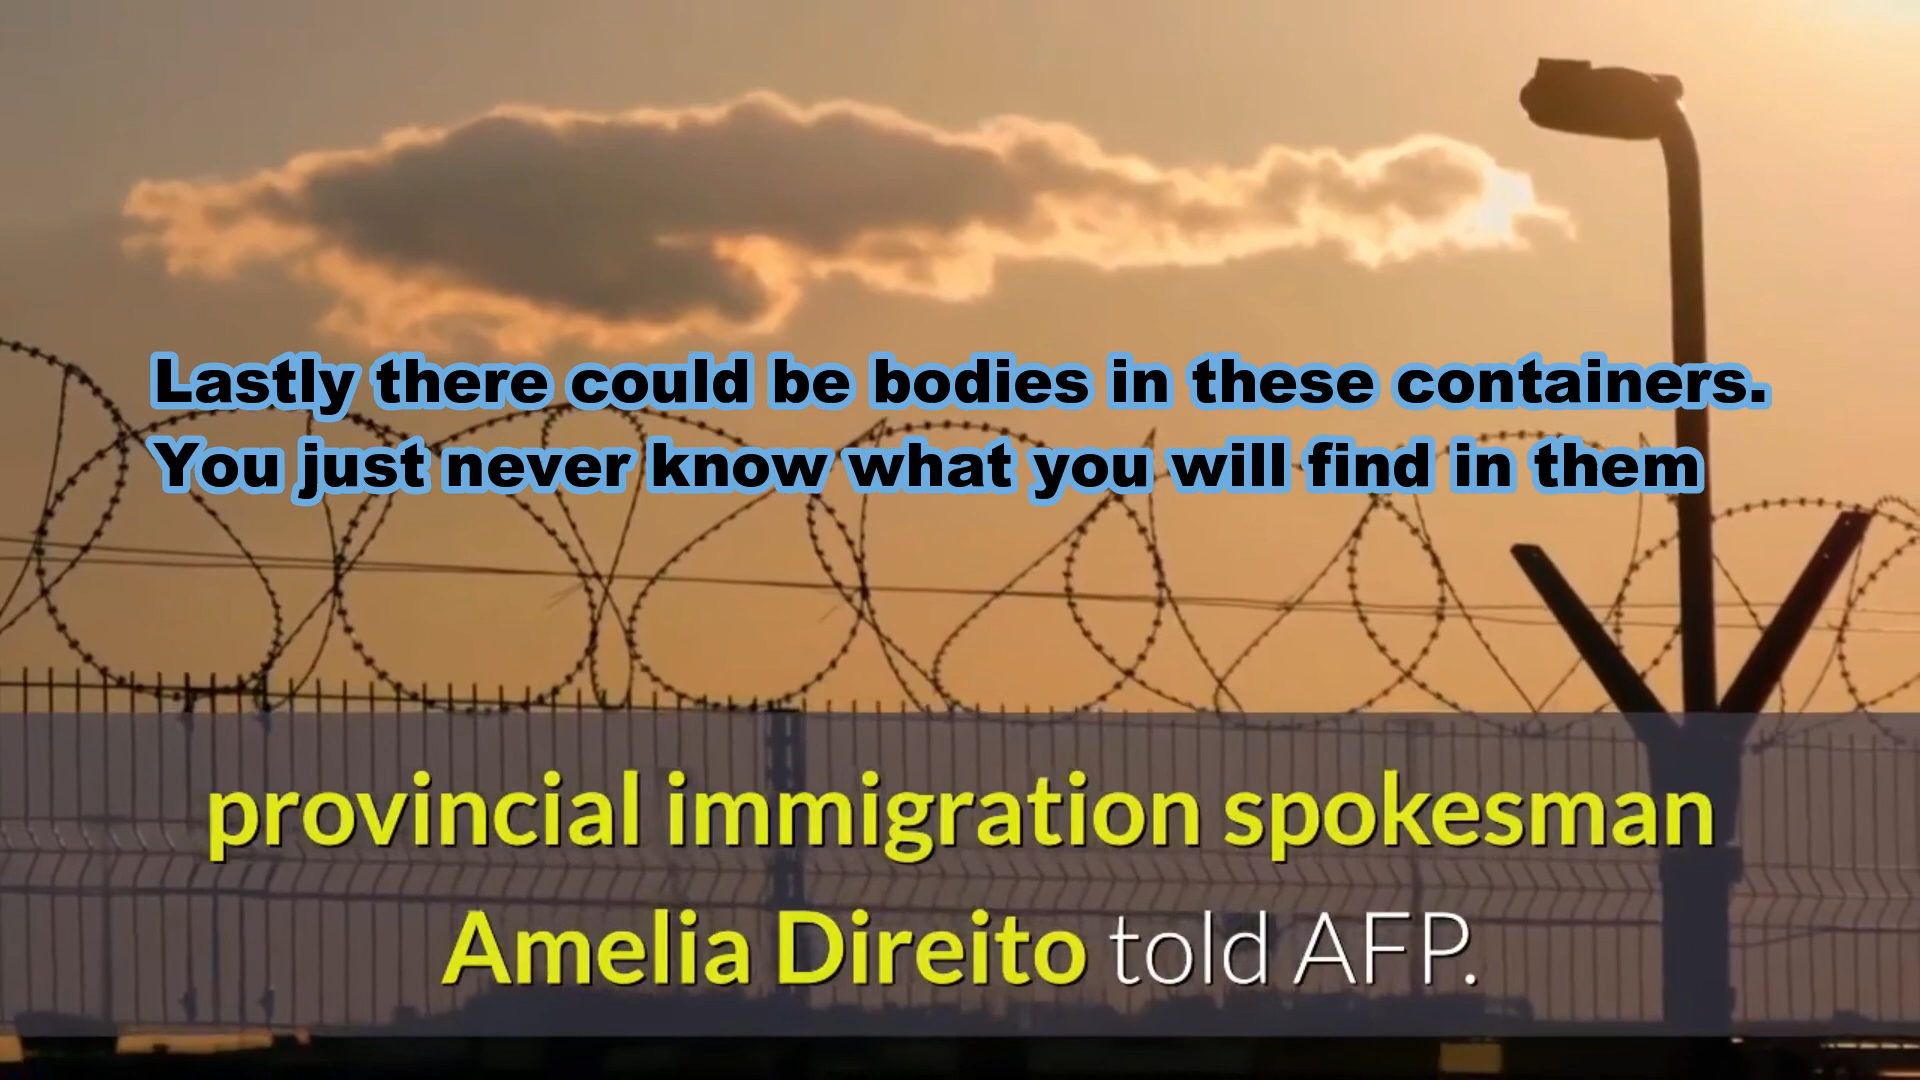 Lastly there could be bodies in these containers.
You just never know what you will find in them
provincial immigration spokesman
Amelia Direito told AFP.